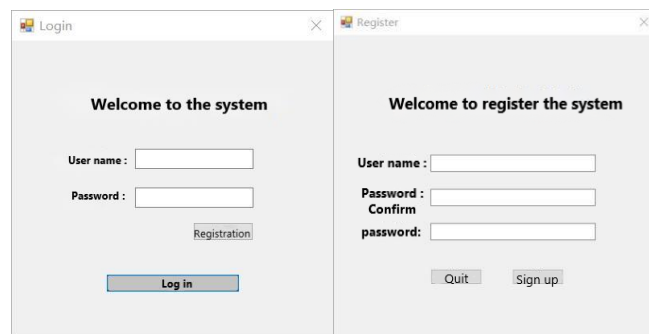 Login
Welcome to the system
User name :
Password :
Registration
Log in
Register
Welcome to register the system
User name :
Password :
Confirm
password:
Quit Sign up